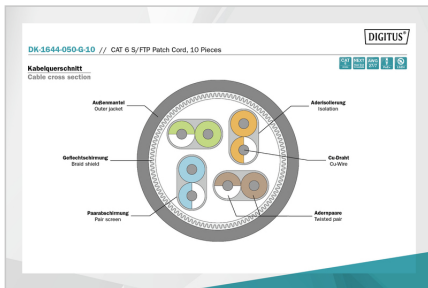 DIGITUS®
DK-1644-050-G-10 // CAT 6 S/FTP Patch Cord, 10 Pieces
Kabelquerschnitt
Cable cross section
Außenmantel
Outer jacket
Aderisolierung
Isolation
Geflechtschirmung
Braid shield
Cu-Draht
Cu-Wire
Paarabschirmung
Pair screen
Adernpaare
Twisted pair